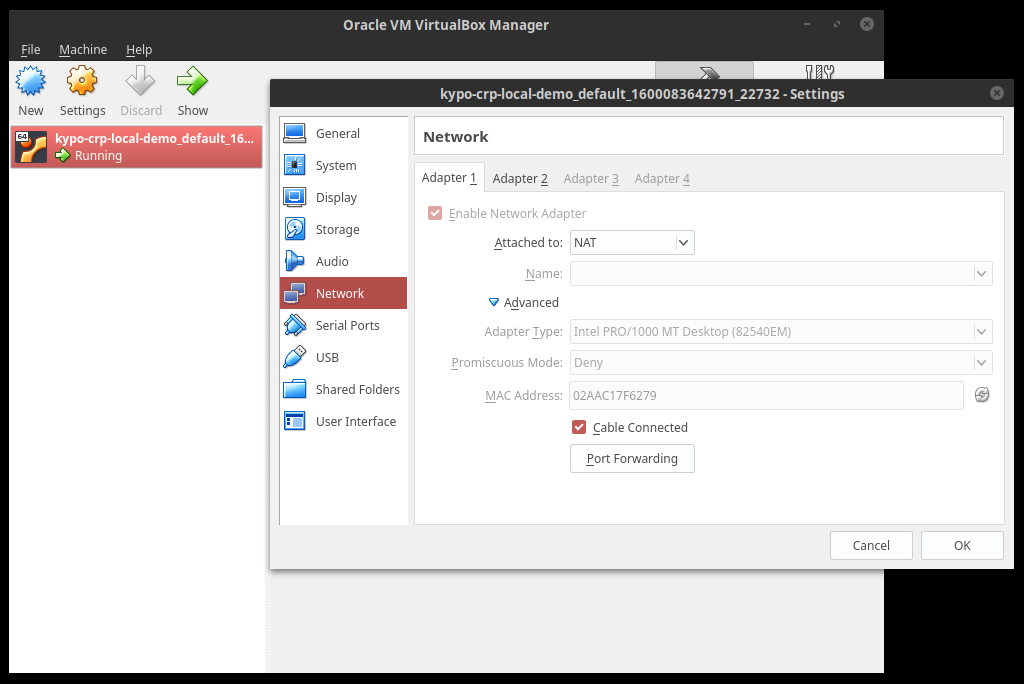 Oracle VM VirtualBox Manager
File Machine Help
New Settings Discard Show
64
kypo-crp-local-demo_default_16...
Running
kypo-crp-local-demo_default_1600083642791_22732 - Settings
General
System
Display
Storage
Audio
Network
Serial Ports
USB
Shared Folders
User Interface
Network
Adapter 1 Adapter 2 Adapter 3 Adapter 4
Enable Network Adapter
Attached to: NAT
Name:
Advanced
Adapter Type: Intel PRO/1000 MT Desktop (82540EM)
Promiscuous Mode: Deny
MAC Address: 02AAC17F6279
Cable Connected
Port Forwarding
Cancel OK